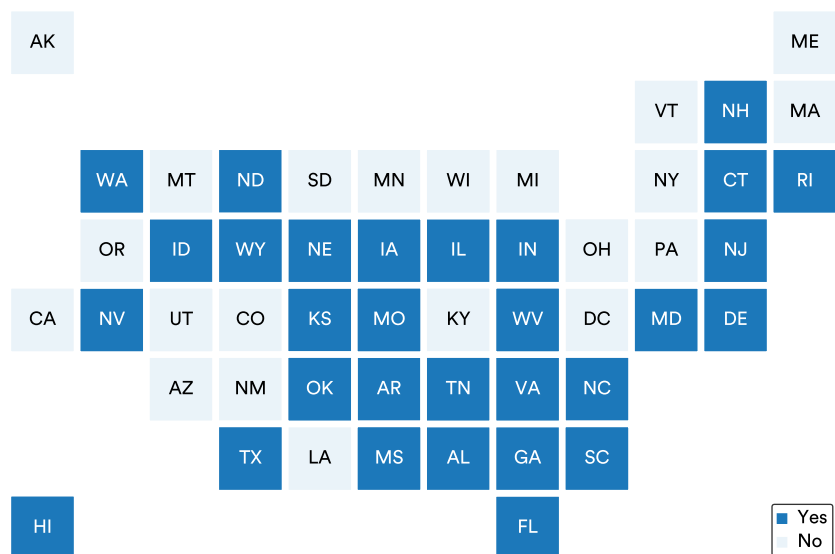 AK ME
VT NH MA
WA MT ND SD MN WI MI NY CT RI
OR ID WY NE IA IL IN OH PA NJ
CA NV UT CO KS MO KY WV DC MD DE
AZ NM OK AR TN VA NC
TX LA MS AL GA SC
HI FL
Yes
No